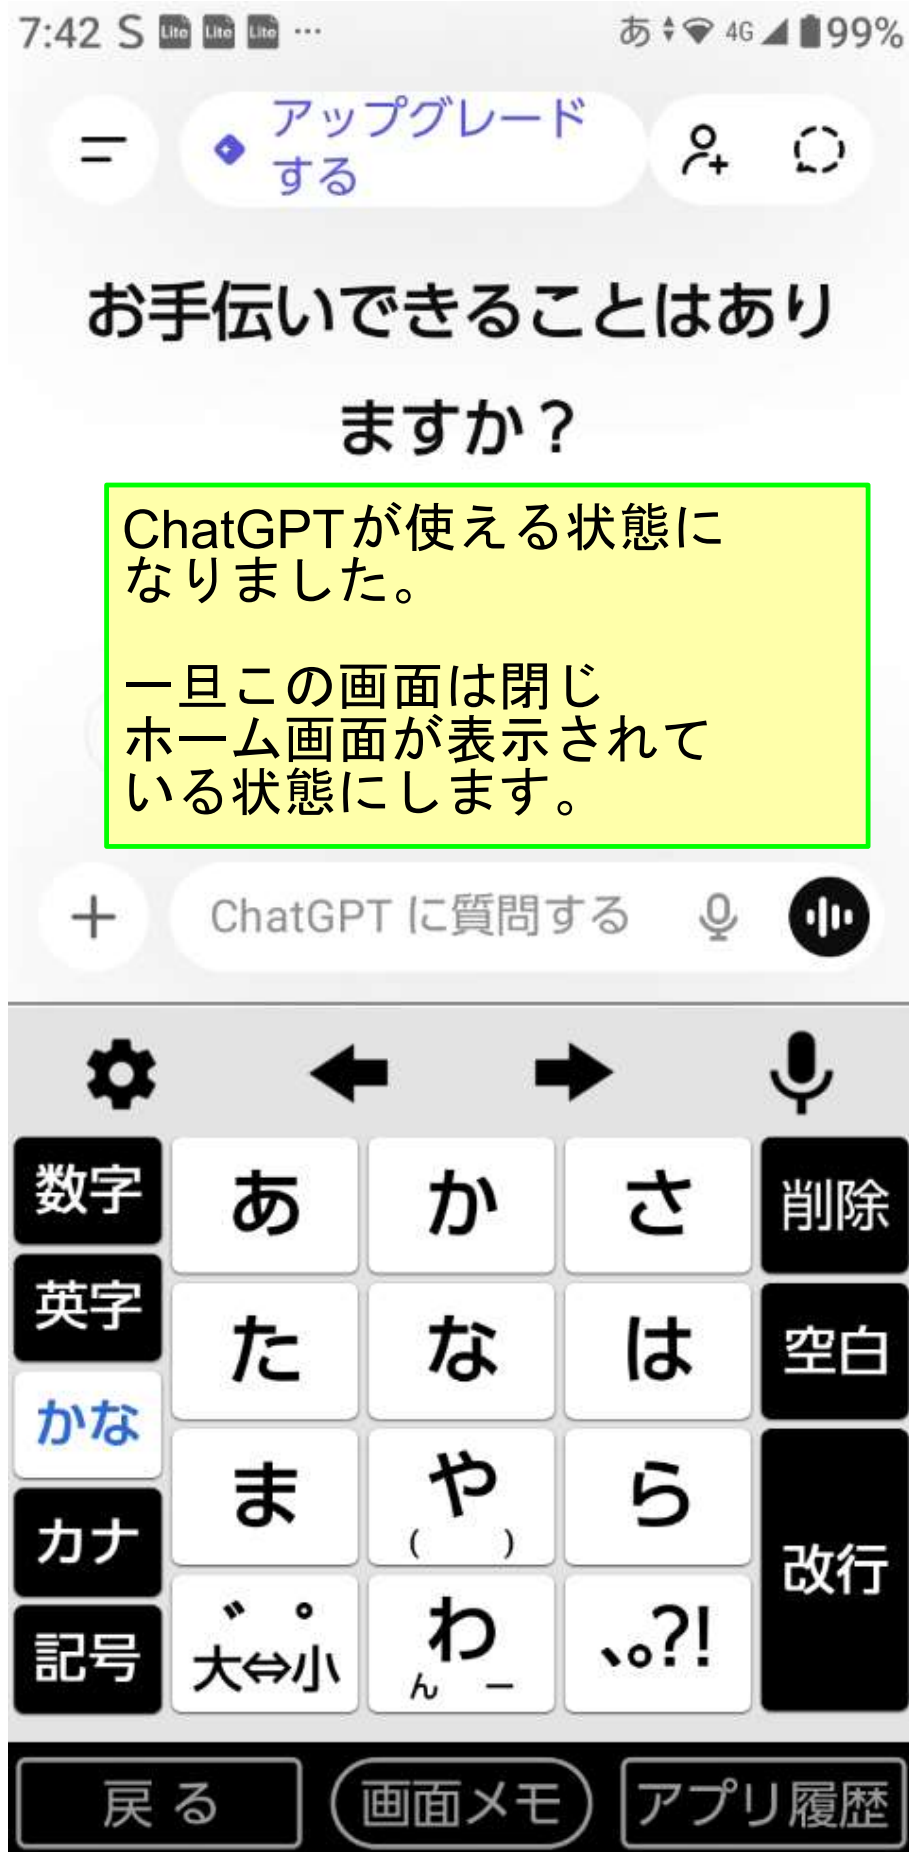 7:42 S Lite Lite Lite … あ 4G 99%
アップグレード
する
お手伝いできることはあり
ますか？
ChatGPTが使える状態に
なりました。
一旦この画面は閉じ
ホーム画面が表示されて
いる状態にします。
ChatGPT に質問する
数字 あ か さ 削除
英字 た な は 空白
かな
カナ ま や ( ) ら 改行
記号 ゛゜大⇔小 わ ん ー 、。?!
戻る 画面メモ アプリ履歴